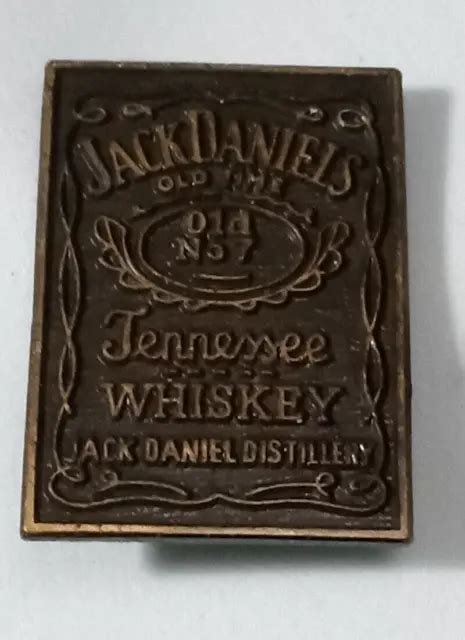 JACK DANIELS
OLD TIME
Old
No 7
Tennessee
WHISKEY
JACK DANIEL DISTILLERY